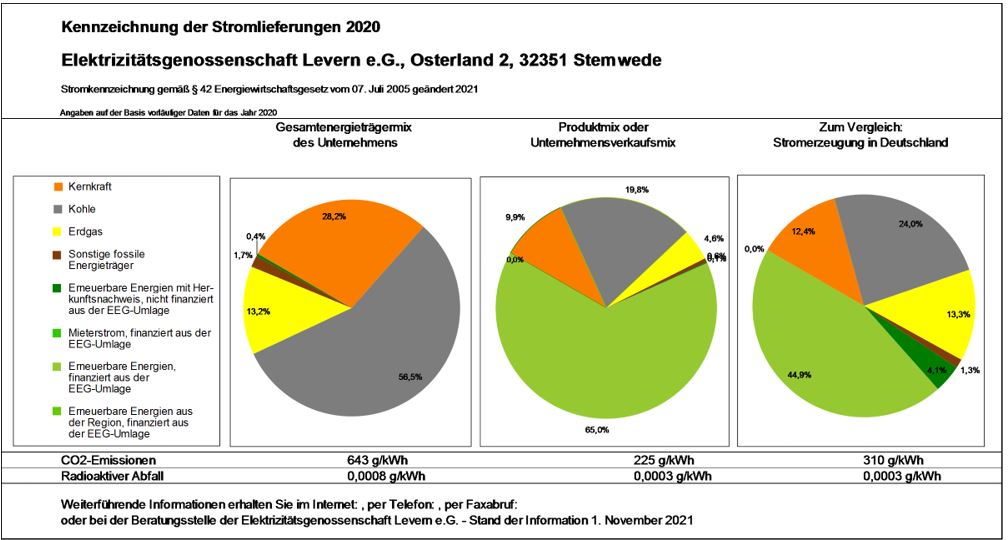 Kennzeichnung der Stromlieferungen 2020
Elektrizitätsgenossenschaft Levern e.G., Osterland 2, 32351 Stemwede
Stromkennzeichnung gemäß § 42 Energiewirtschaftsgesetz vom 07. Juli 2005 geändert 2021
Angaben auf der Basis vorläufiger Daten für das Jahr 2020
Gesamtenergieträgermix
des Unternehmens
Produktmix oder
Unternehmensverkaufsmix
Zum Vergleich:
Stromerzeugung in Deutschland
Kernkraft
Kohle
Erdgas
Sonstige fossile
Energieträger
Erneuerbare Energien mit Her-
kunftsnachweis, nicht finanziert
aus der EEG-Umlage
Mieterstrom, finanziert aus der
EEG-Umlage
Erneuerbare Energien,
finanziert aus der
EEG-Umlage
Erneuerbare Energien aus
der Region, finanziert aus
der EEG-Umlage
28,2%
0,4%
1,7%
13,2%
56,5%
19,8%
9,9%
4,6%
0,6%
0,1%
0,0%
65,0%
24,0%
12,4%
0,0%
13,3%
1,3%
4,1%
44,9%
CO2-Emissionen 643 g/kWh 225 g/kWh 310 g/kWh
Radioaktiver Abfall 0,0008 g/kWh 0,0003 g/kWh 0,0003 g/kWh
Weiterführende Informationen erhalten Sie im Internet: , per Telefon: , per Faxabruf:
oder bei der Beratungsstelle der Elektrizitätsgenossenschaft Levern e.G. - Stand der Information 1. November 2021